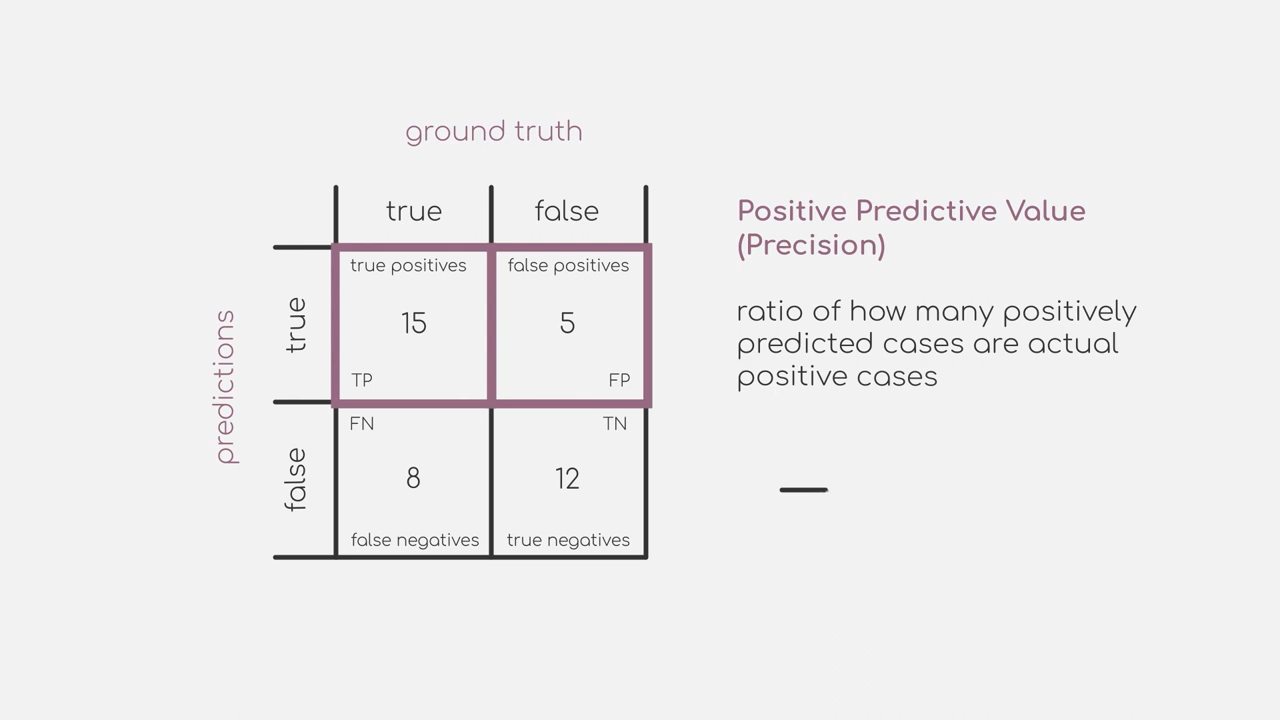 ground truth
true false
Positive Predictive Value
(Precision)
true positives false positives
predictions
true
15 5
ratio of how many positively
predicted cases are actual
positive cases
TP FP
FN TN
false
8 12
false negatives true negatives